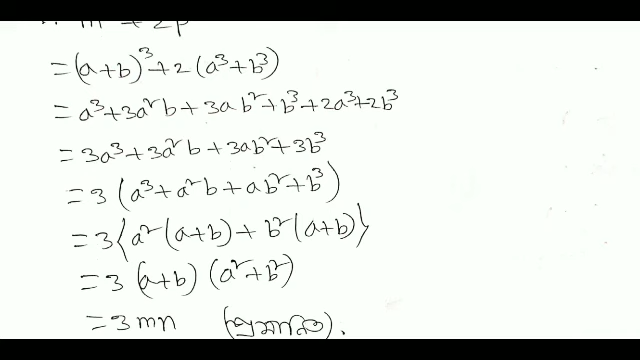 = (a+b)³ + 2 (a³+b³)
= a³ + 3a²b + 3ab² + b³ + 2a³ + 2b³
= 3a³ + 3a²b + 3ab² + 3b³
= 3 (a³ + a²b + ab² + b³)
= 3 {a² (a+b) + b² (a+b)}
= 3 (a+b) (a²+b²)
= 3mn (প্রমাণিত).